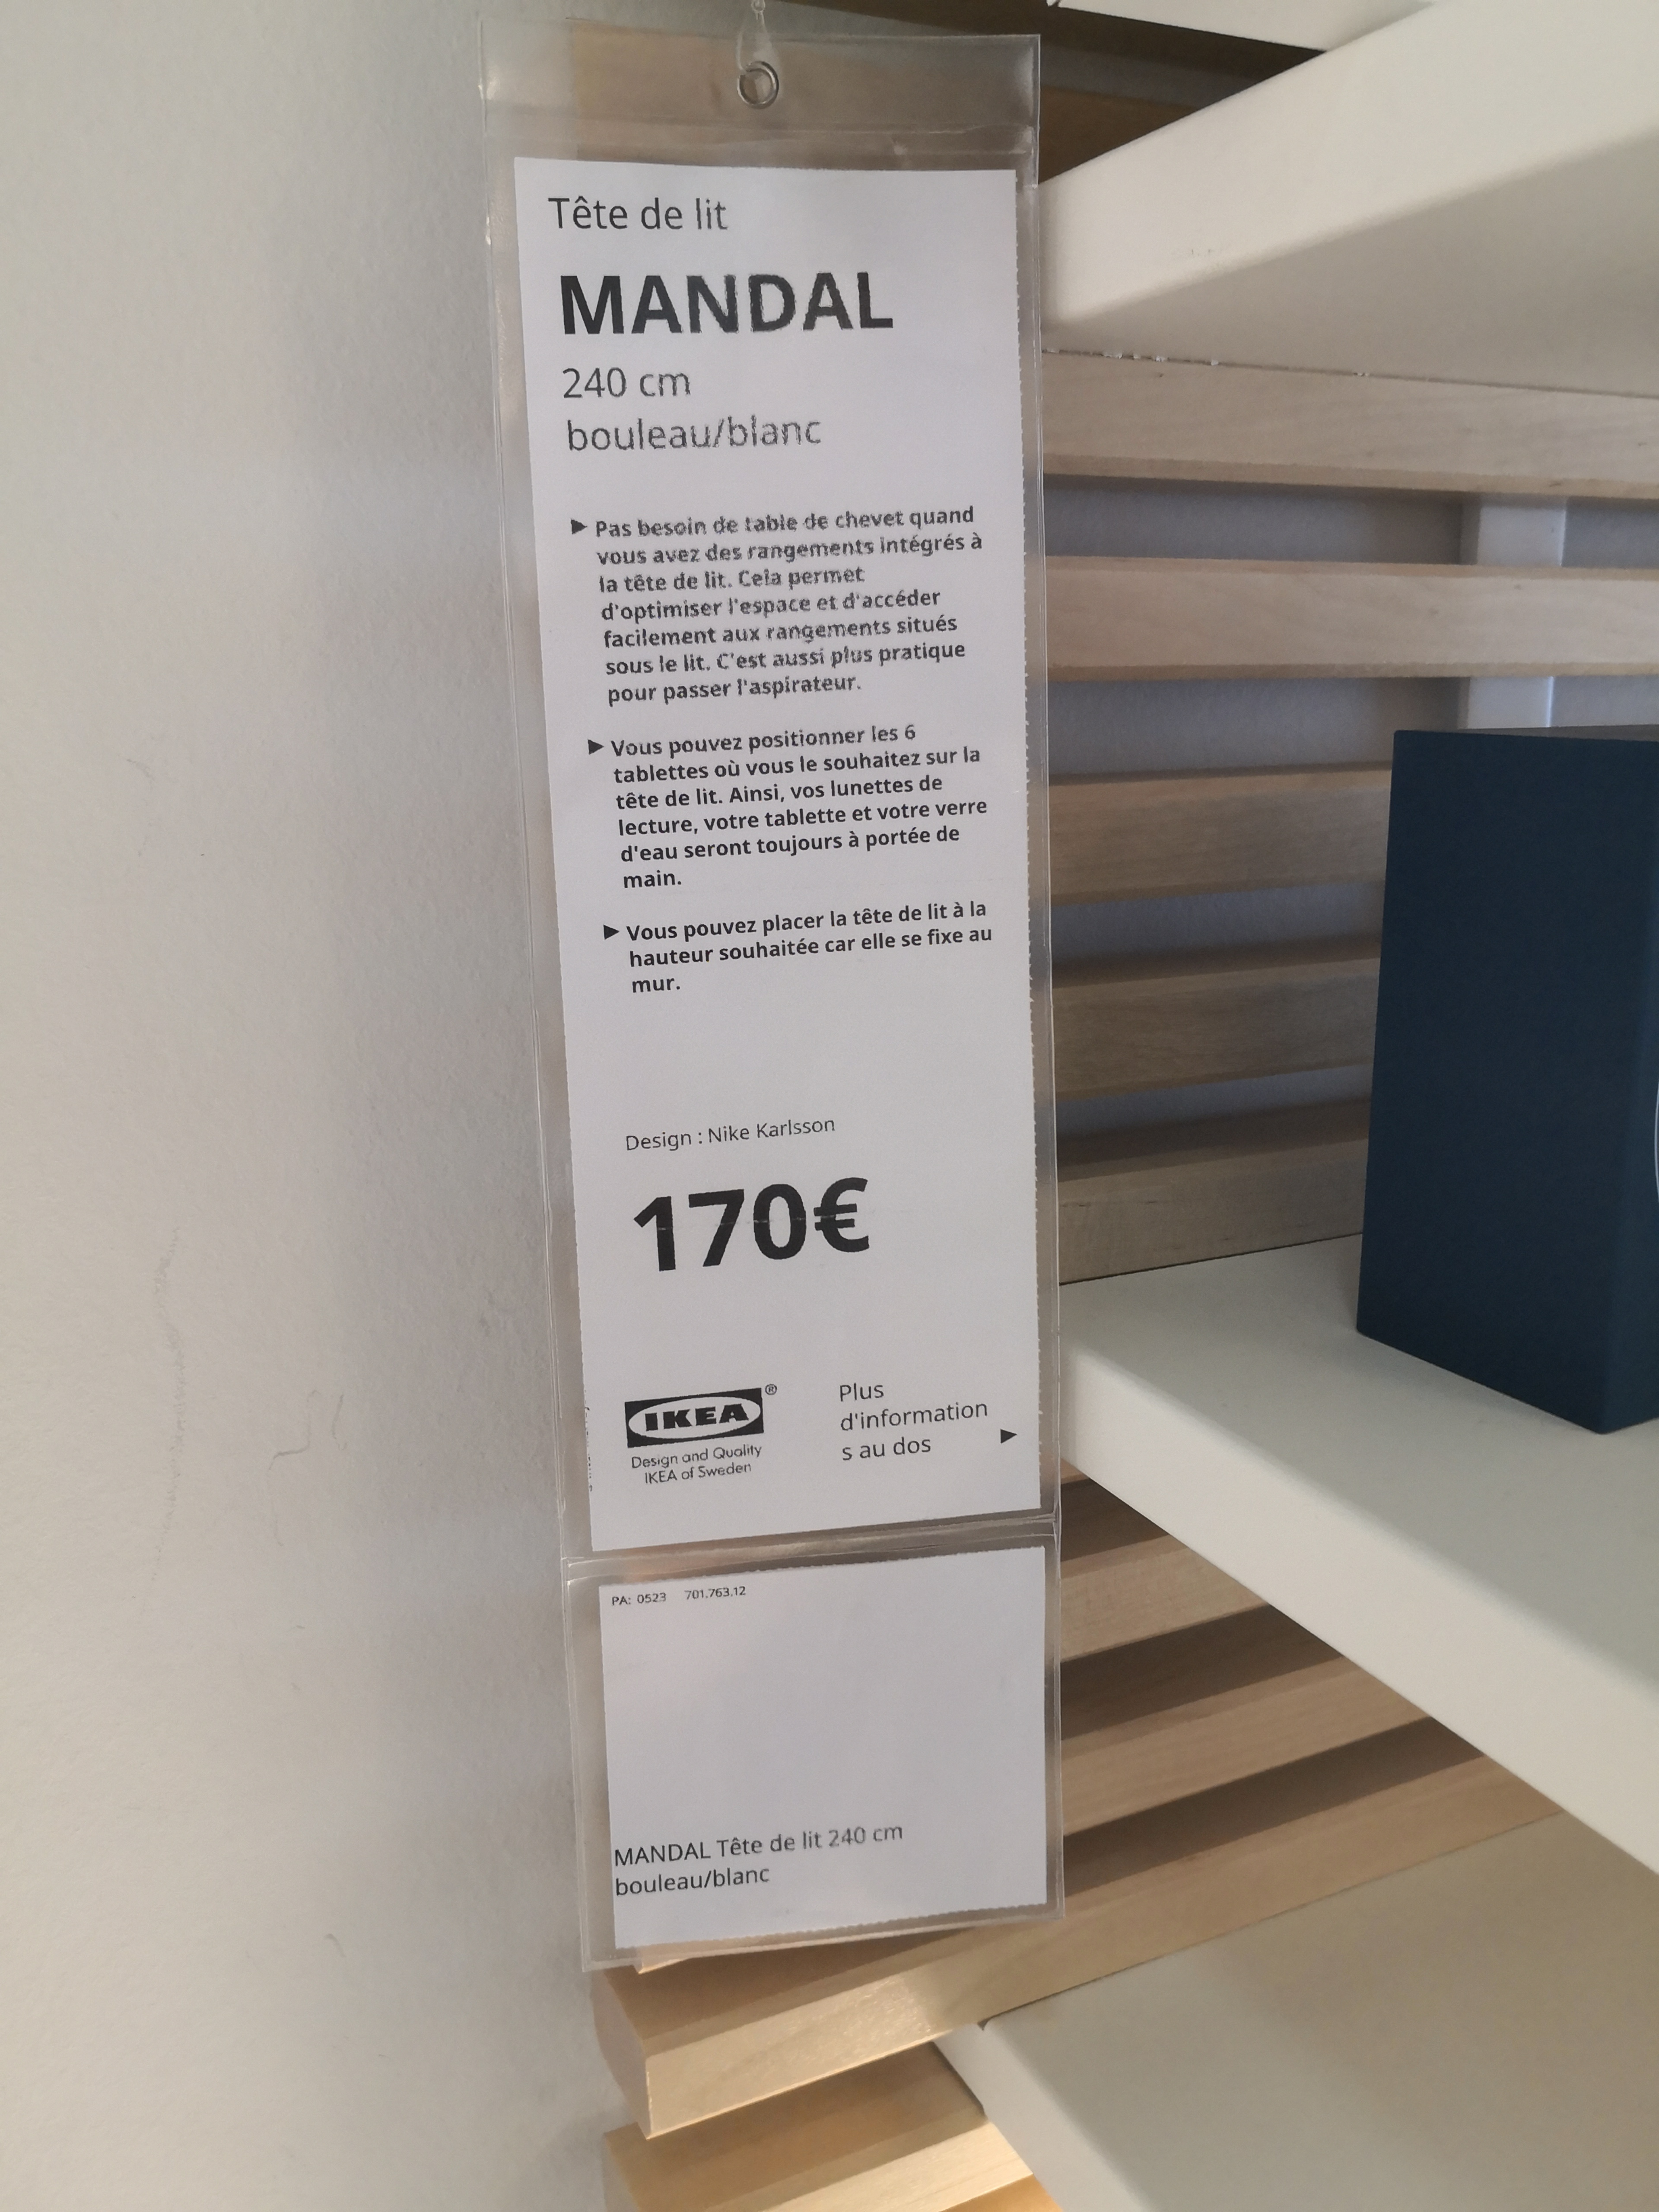 Tête de lit
MANDAL
240 cm
bouleau/blanc
► Pas besoin de table de chevet quand
vous avez des rangements intégrés à
la tête de lit. Cela permet
d'optimiser l'espace et d'accéder
facilement aux rangements situés
sous le lit. C'est aussi plus pratique
pour passer l'aspirateur.
► Vous pouvez positionner les 6
tablettes où vous le souhaitez sur la
tête de lit. Ainsi, vos lunettes de
lecture, votre tablette et votre verre
d'eau seront toujours à portée de
main.
► Vous pouvez placer la tête de lit à la
hauteur souhaitée car elle se fixe au
mur.
Design : Nike Karlsson
170€
IKEA®
Design and Quality
IKEA of Sweden
Plus
d'information
s au dos ►
PA: 0523 701.763.12
MANDAL Tête de lit 240 cm
bouleau/blanc